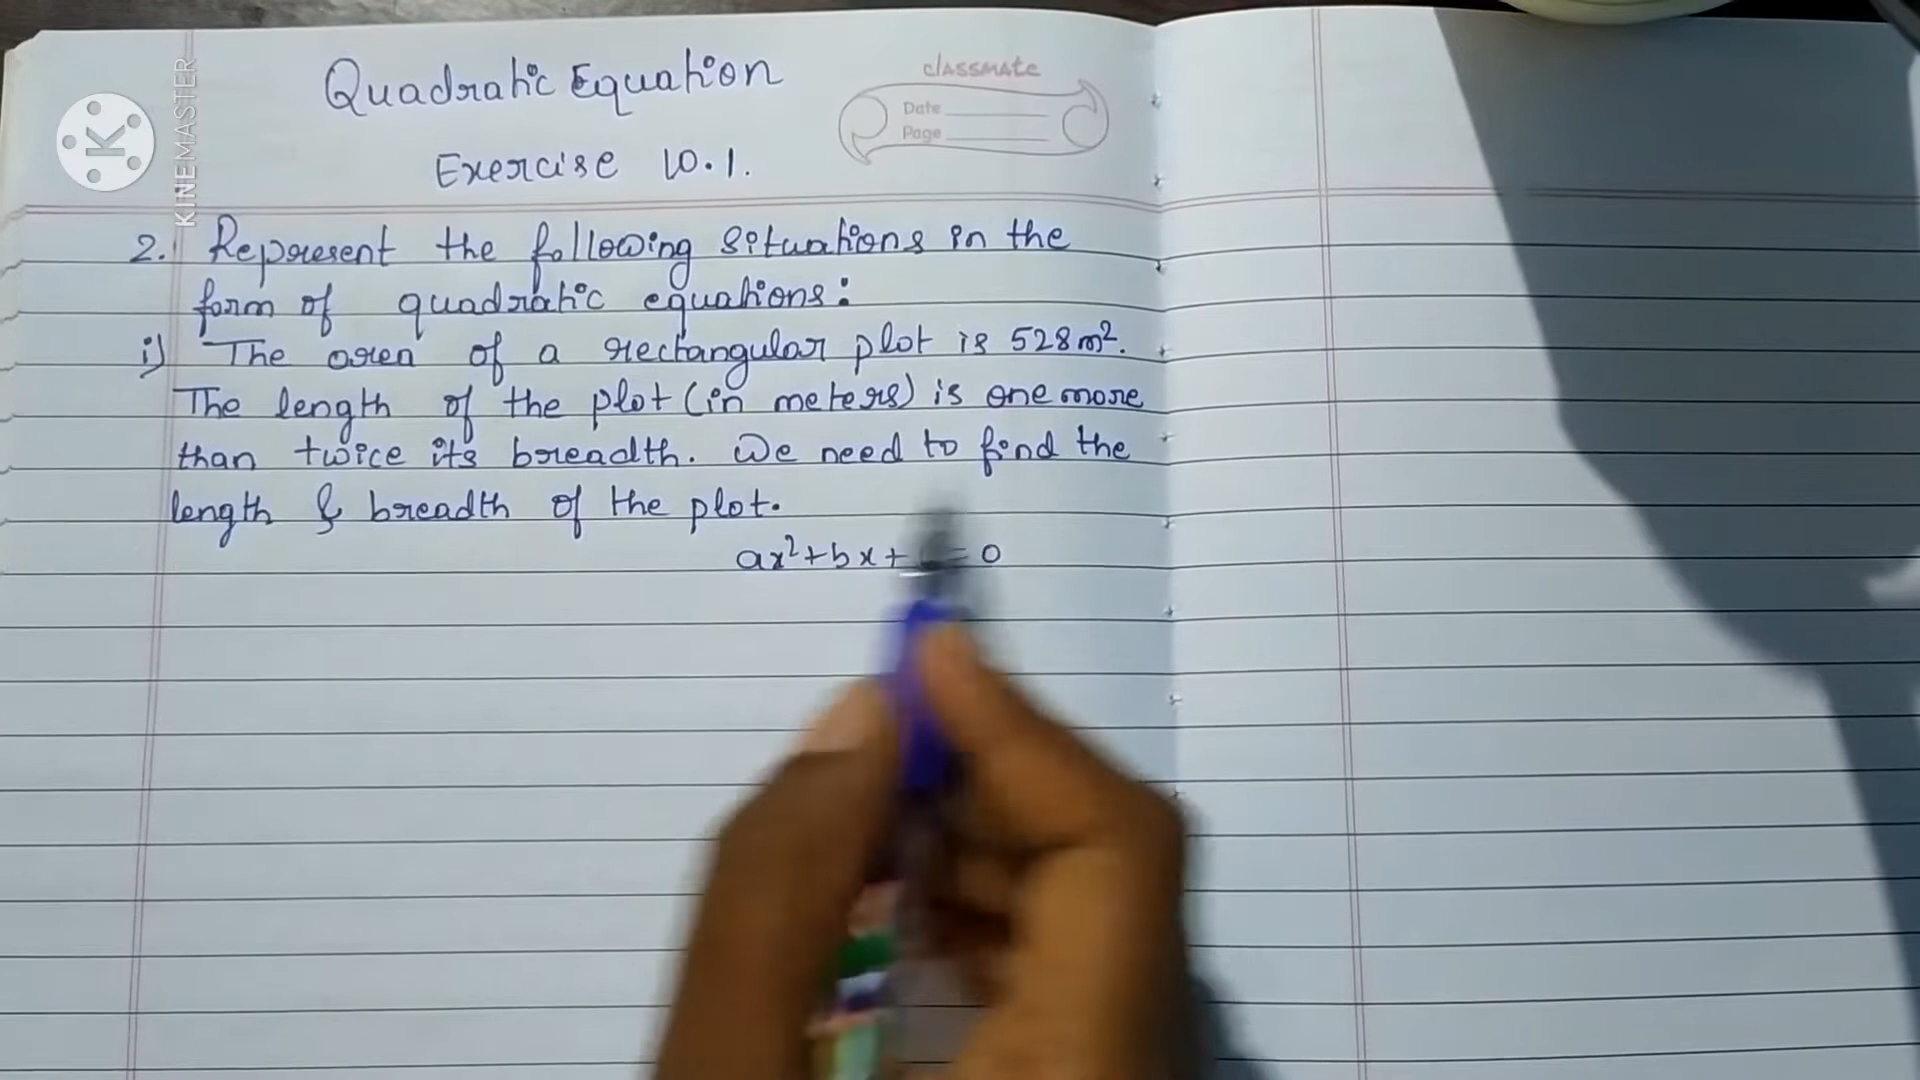 KINEMASTER
Quadratic Equation
classmate
Date
Page
Exercise 10.1.
2. Represent the following situations in the
form of quadratic equations:
i) The area of a rectangular plot is 528 m².
The length of the plot (in meters) is one more
than twice its breadth. We need to find the
length & breadth of the plot.
ax²+bx+ =0